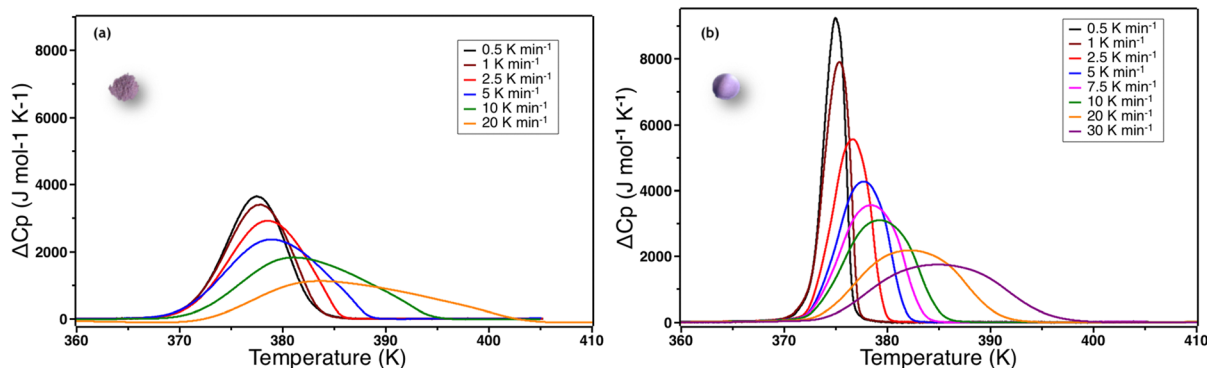 (a)
0.5 K min⁻¹
1 K min⁻¹
2.5 K min⁻¹
5 K min⁻¹
10 K min⁻¹
20 K min⁻¹
ΔCp (J mol-1 K-1)
8000
6000
4000
2000
0
360 370 380 390 400 410
Temperature (K)
(b)
0.5 K min⁻¹
1 K min⁻¹
2.5 K min⁻¹
5 K min⁻¹
7.5 K min⁻¹
10 K min⁻¹
20 K min⁻¹
30 K min⁻¹
ΔCp (J mol⁻¹ K⁻¹)
8000
6000
4000
2000
0
360 370 380 390 400 410
Temperature (K)